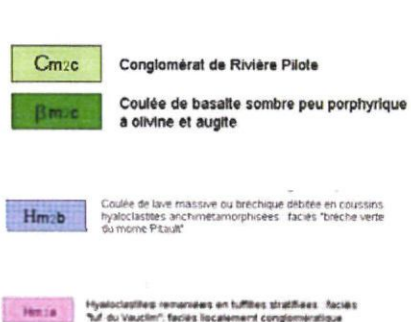 Cm2c Conglomérat de Rivière Pilote
βm2c Coulée de basalte sombre peu porphyrique
à olivine et augite
Hm2b Coulée de lave massive ou bréchique débitée en coussins
hyaloclastites anchimétamorphisées faciès "brèche verte
du morne Pitault"
Hm2a Hyaloclastites remaniées en tuffites stratifiées faciès
"tuf du Vauclin"; faciès localement conglomératique